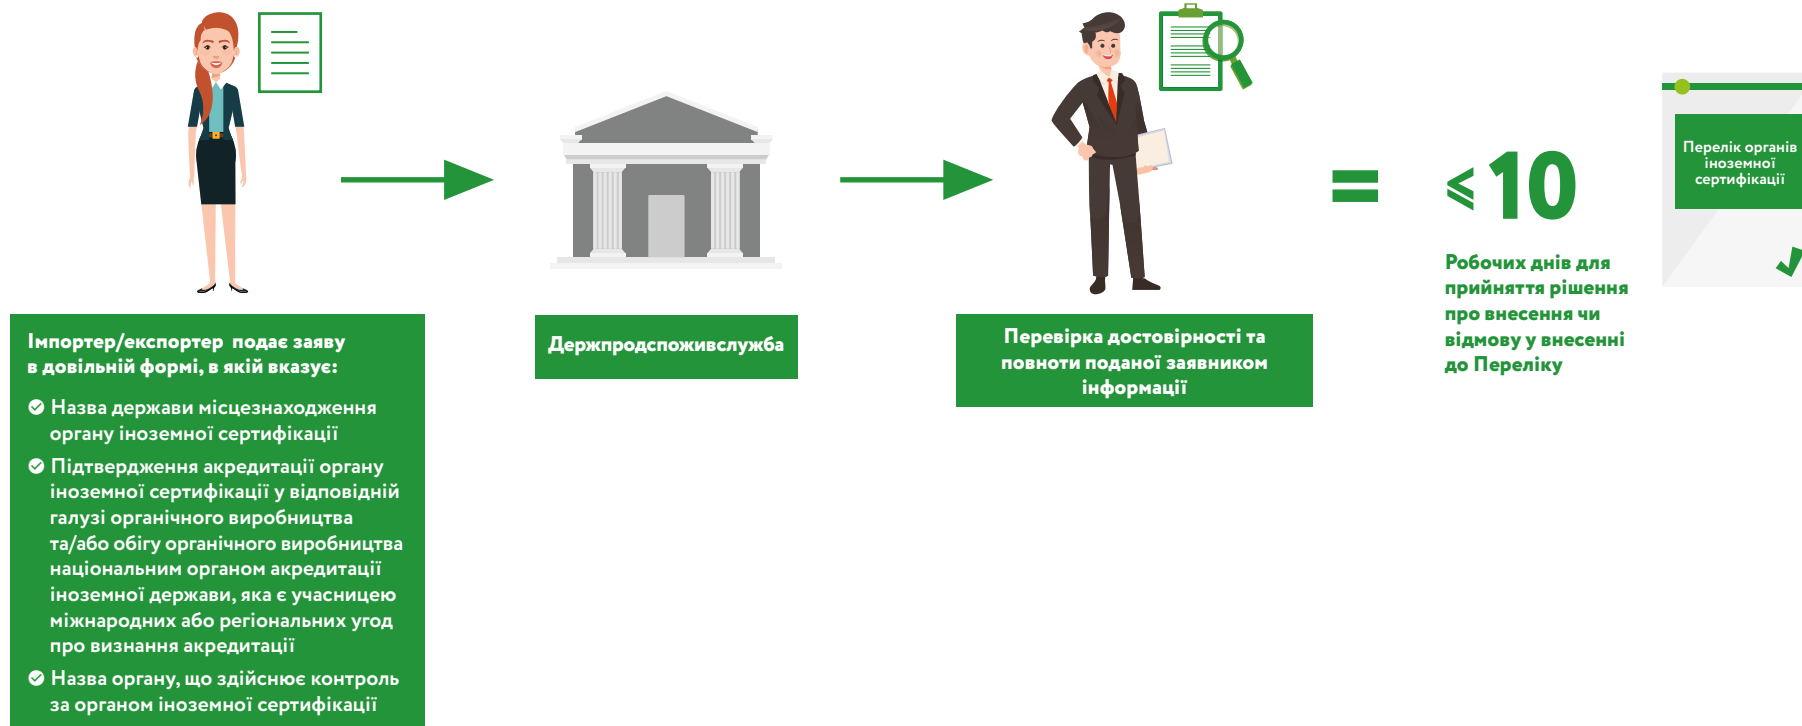 Імпортер/експортер подає заяву
в довільній формі, в якій вказує:
Назва держави місцезнаходження
органу іноземної сертифікації
Підтвердження акредитації органу
іноземної сертифікації у відповідній
галузі органічного виробництва
та/або обігу органічного виробництва
національним органом акредитації
іноземної держави, яка є учасницею
міжнародних або регіональних угод
про визнання акредитації
Назва органу, що здійснює контроль
за органом іноземної сертифікації
Держпродспоживслужба
Перевірка достовірності та
повноти поданої заявником
інформації
=
⩽ 10
Робочих днів для
прийняття рішення
про внесення чи
відмову у внесенні
до Переліку
Перелік органів
іноземної
сертифікації